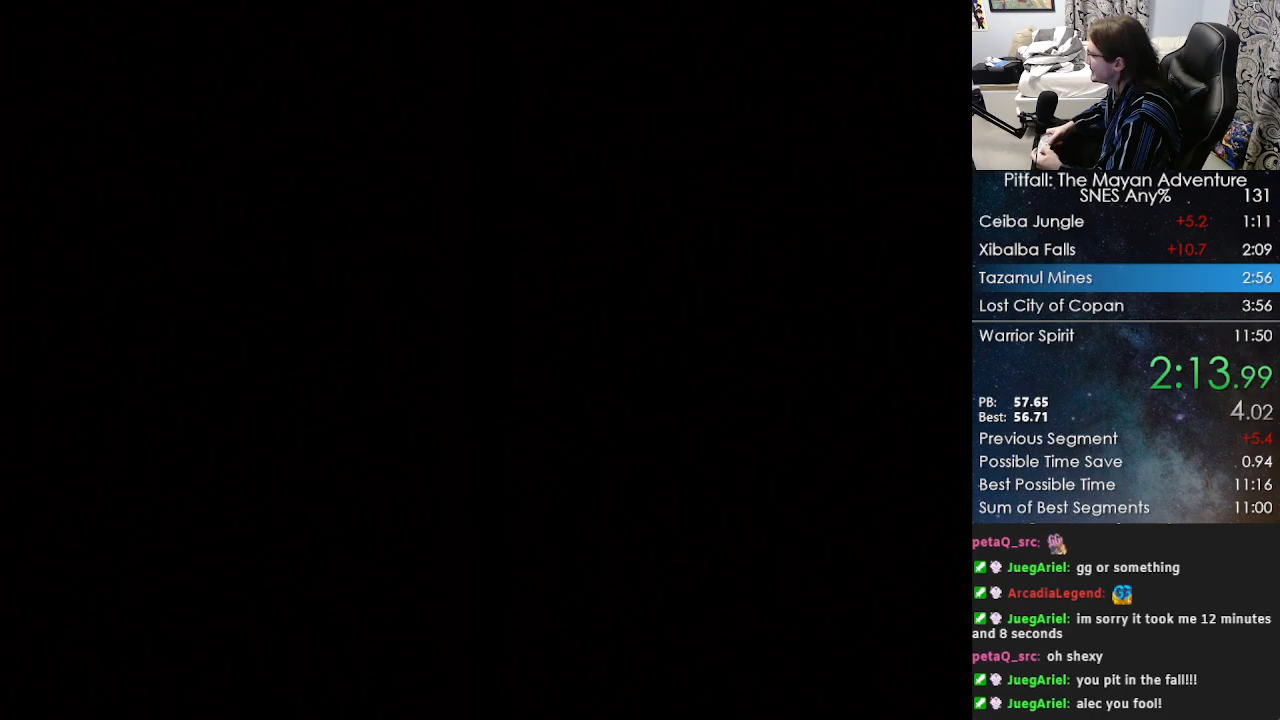 Pitfall: The Mayan Adventure
SNES Any% 131
Ceiba Jungle +5.2 1:11
Xibalba Falls +10.7 2:09
Tazamul Mines 2:56
Lost City of Copan 3:56
Warrior Spirit 11:50
2:13.99
PB: 57.65
Best: 56.71
4.02
Previous Segment +5.4
Possible Time Save 0.94
Best Possible Time 11:16
Sum of Best Segments 11:00
petaQ_src: GG
JuegAriel: gg or something
ArcadiaLegend: GG
JuegAriel: im sorry it took me 12 minutes
and 8 seconds
petaQ_src: oh shexy
JuegAriel: you pit in the fall!!!
JuegAriel: alec you fool!